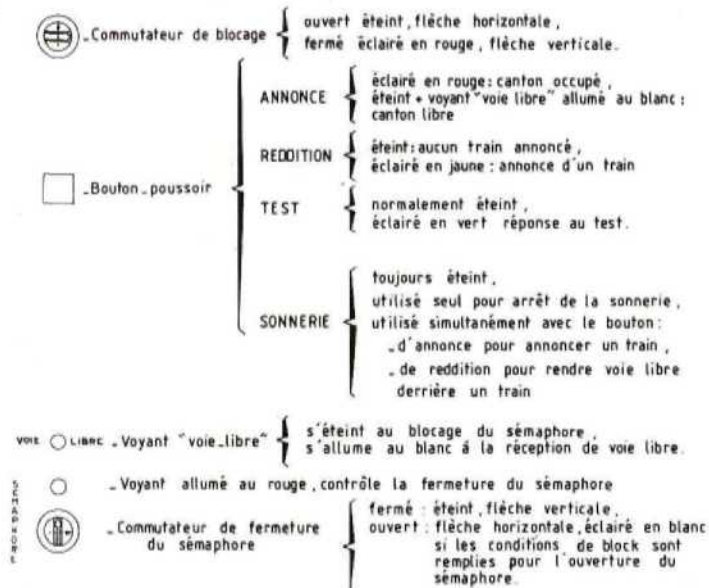 _Commutateur de blocage
ouvert éteint, flèche horizontale,
fermé éclairé en rouge, flèche verticale.
_Bouton_poussoir
ANNONCE
éclairé en rouge: canton occupé,
éteint + voyant "voie libre" allumé au blanc:
canton libre
REDDITION
éteint: aucun train annoncé,
éclairé en jaune: annonce d'un train
TEST
normalement éteint,
éclairé en vert réponse au test.
SONNERIE
toujours éteint,
utilisé seul pour arrêt de la sonnerie,
utilisé simultanément avec le bouton:
_d'annonce pour annoncer un train,
_de reddition pour rendre voie libre
derrière un train
VOIE LIBRE _Voyant "voie_libre"
s'éteint au blocage du sémaphore,
s'allume au blanc á la réception de voie libre.
SEMAPHORE
_Voyant allumé au rouge, contrôle la fermeture du sémaphore
_Commutateur de fermeture
du sémaphore
fermé : éteint, flèche verticale,
ouvert : flèche horizontale, éclairé en blanc
si les conditions de block sont
remplies pour l'ouverture du
sémaphore.